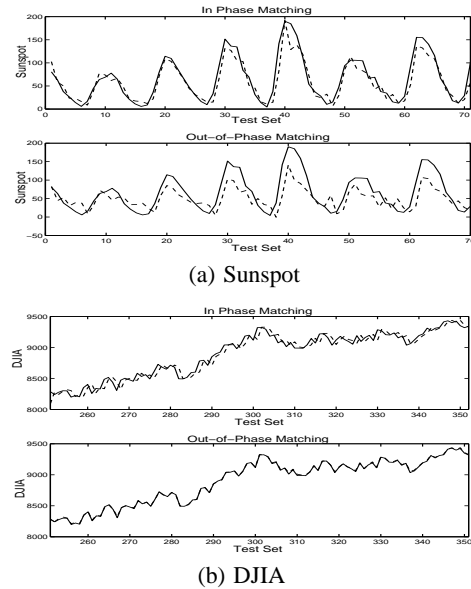 In Phase Matching
200
150
100
50
0
Sunspot
0 10 20 30 40 50 60 70
Test Set
Out−of−Phase Matching
200
150
100
50
0
−50
Sunspot
0 10 20 30 40 50 60 70
Test Set
(a) Sunspot
In Phase Matching
9500
9000
8500
8000
DJIA
260 270 280 290 300 310 320 330 340 350
Test Set
Out−of−Phase Matching
9500
9000
8500
8000
DJIA
260 270 280 290 300 310 320 330 340 350
Test Set
(b) DJIA